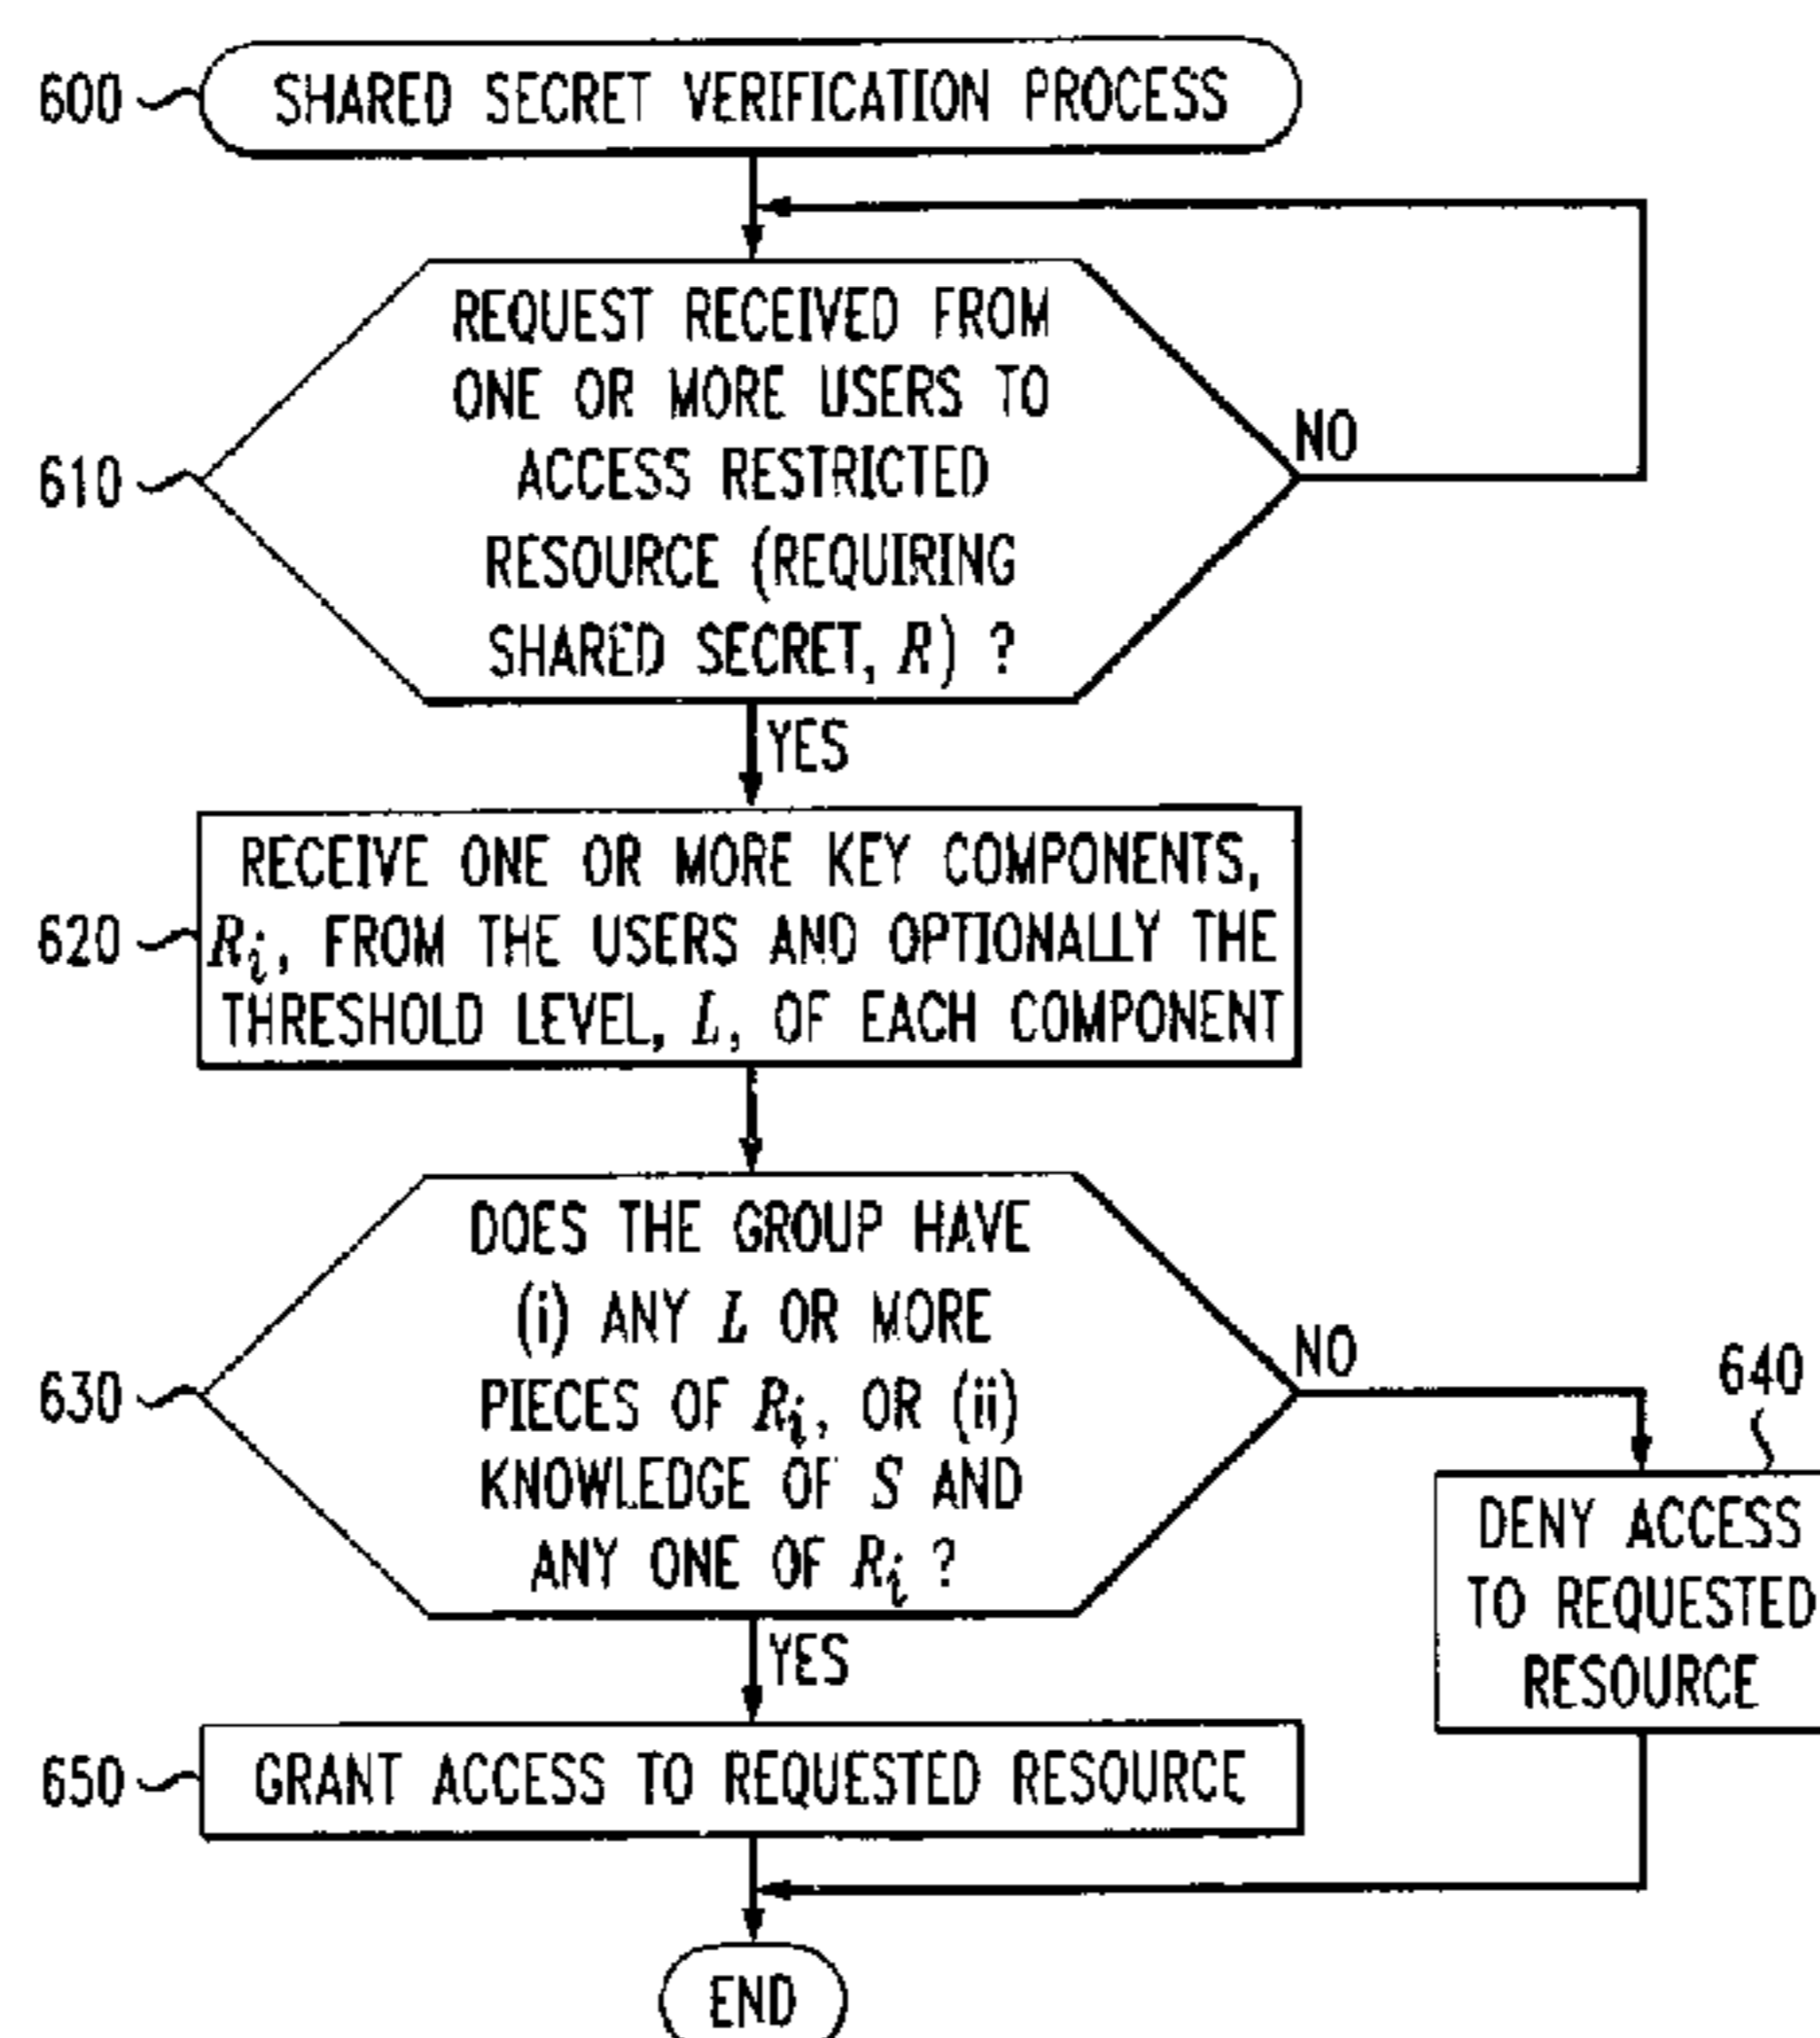 600
SHARED SECRET VERIFICATION PROCESS
610
REQUEST RECEIVED FROM
ONE OR MORE USERS TO
ACCESS RESTRICTED
RESOURCE (REQUIRING
SHARED SECRET, R) ?
NO
YES
620
RECEIVE ONE OR MORE KEY COMPONENTS,
Ri, FROM THE USERS AND OPTIONALLY THE
THRESHOLD LEVEL, L, OF EACH COMPONENT
630
DOES THE GROUP HAVE
(i) ANY L OR MORE
PIECES OF Ri, OR (ii)
KNOWLEDGE OF S AND
ANY ONE OF Ri ?
NO
640
DENY ACCESS
TO REQUESTED
RESOURCE
YES
650
GRANT ACCESS TO REQUESTED RESOURCE
END